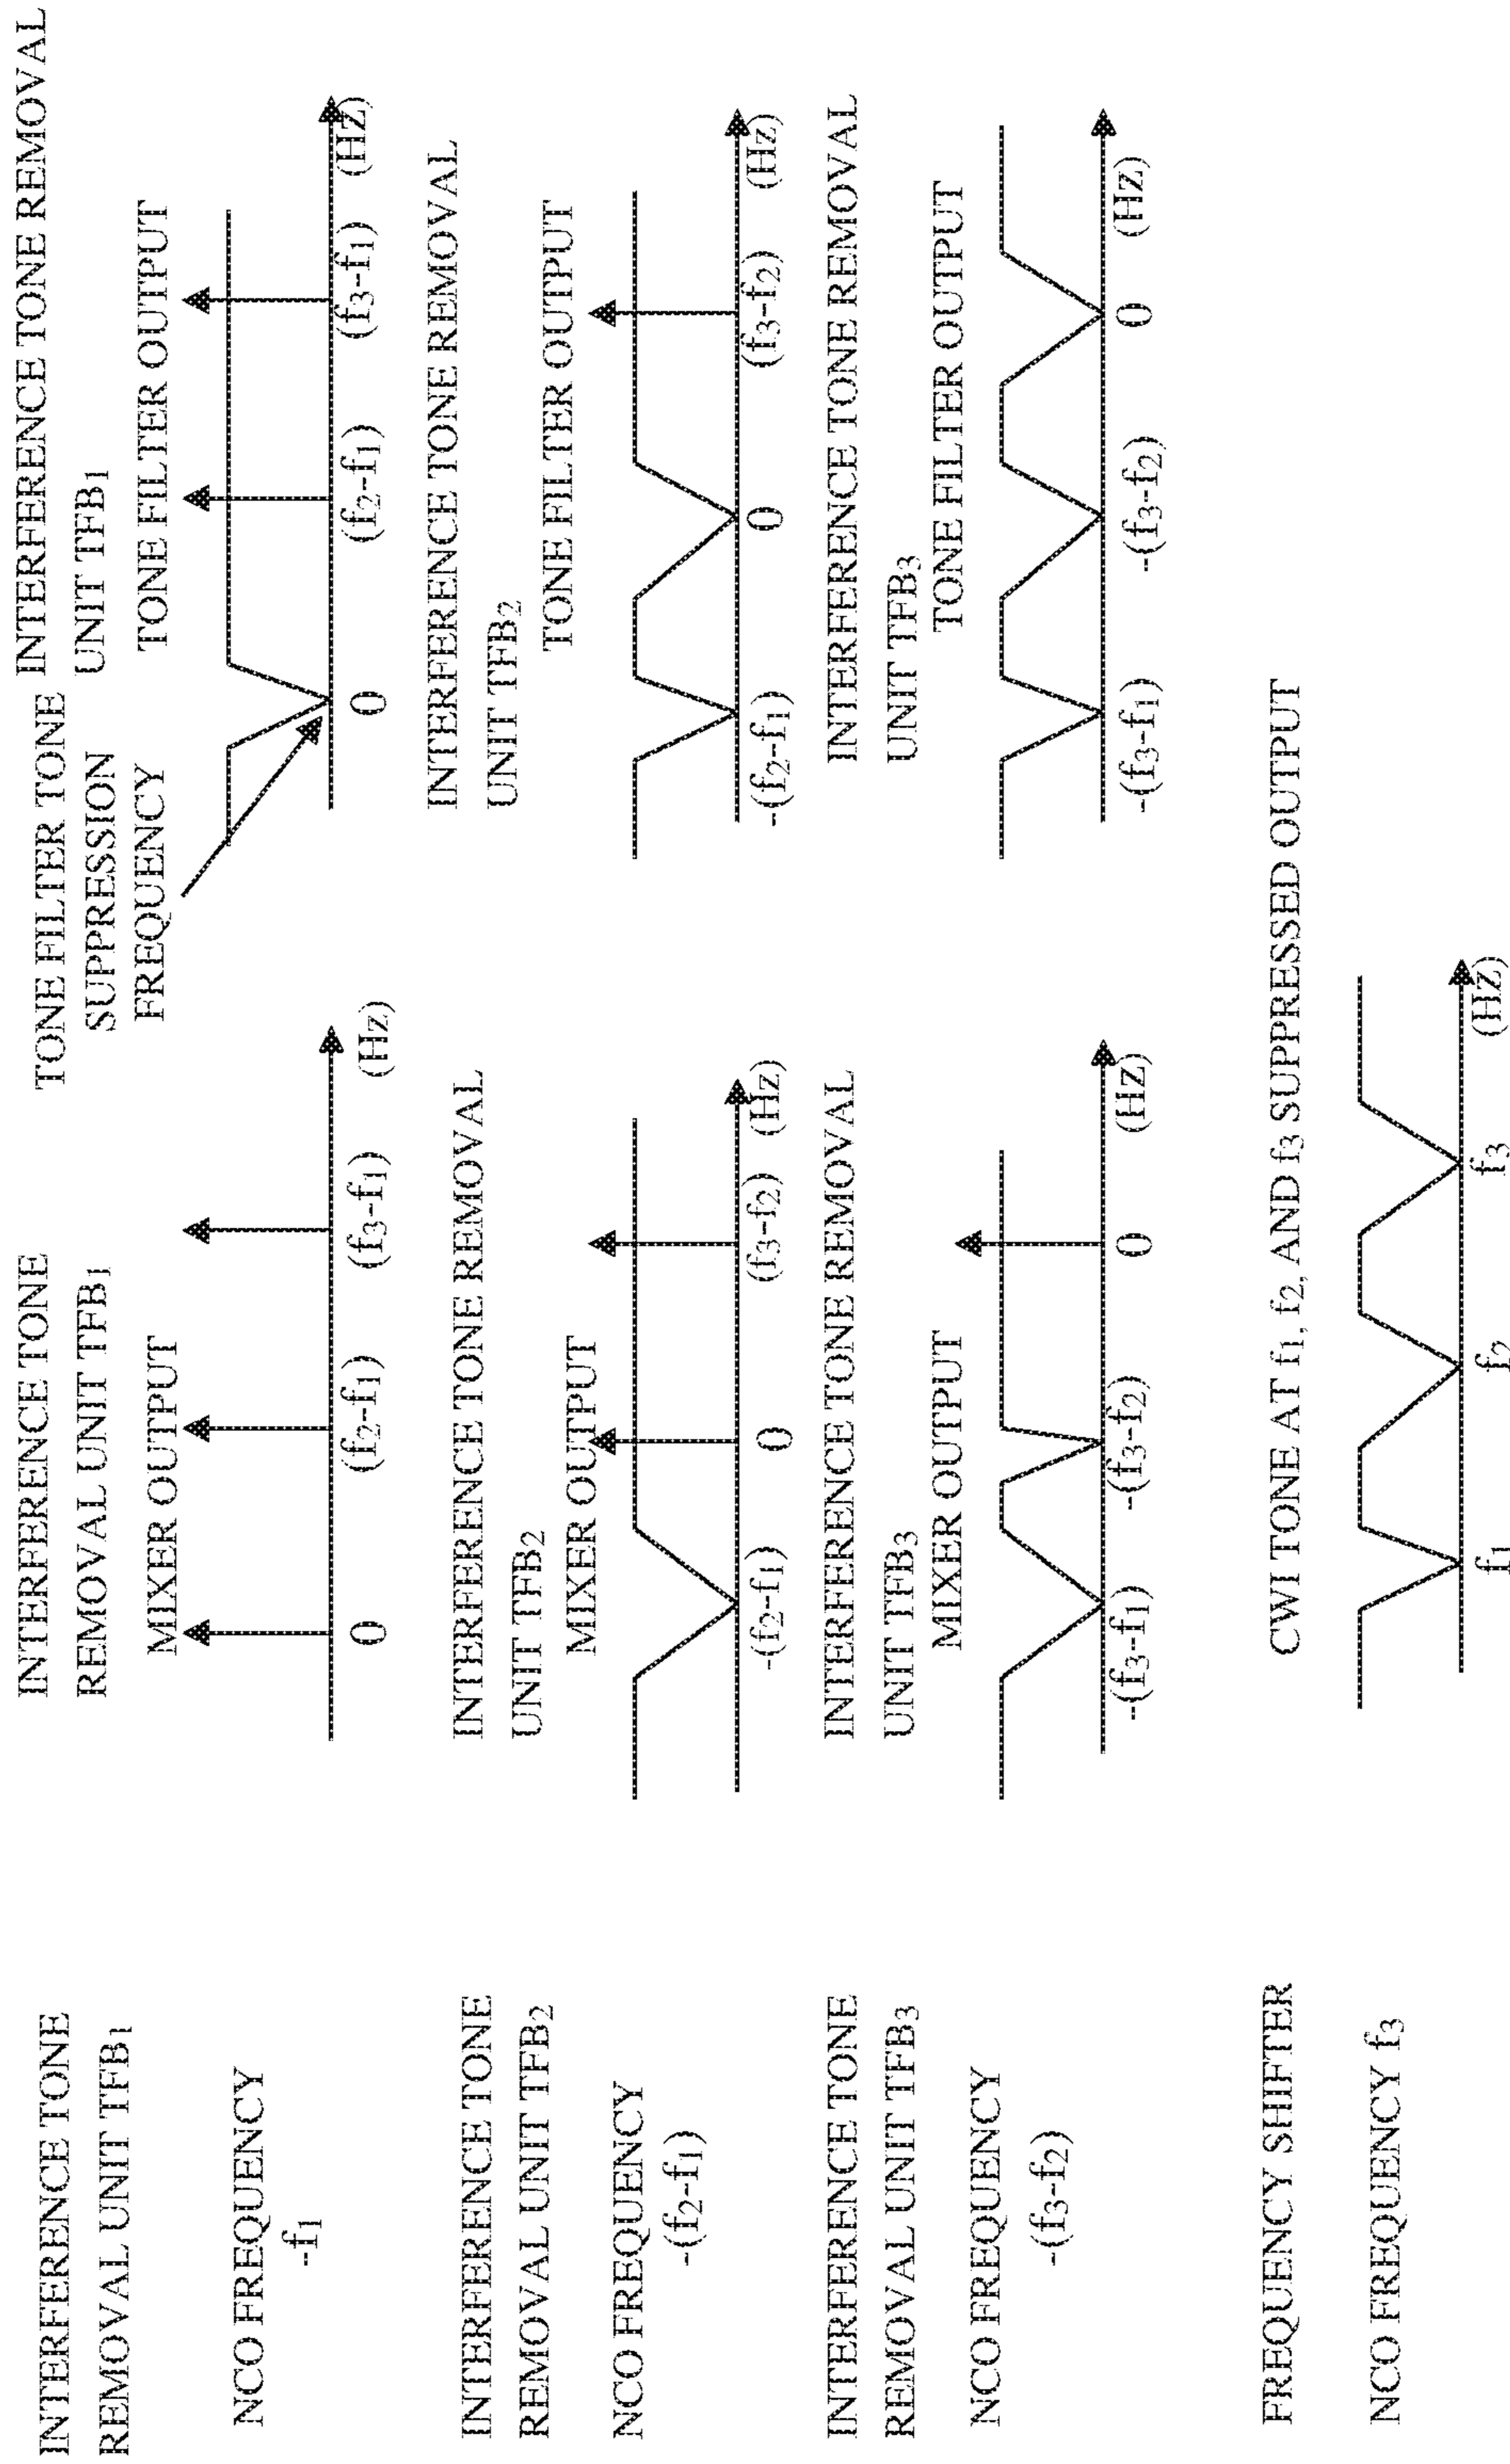 INTERFERENCE TONE
REMOVAL UNIT TFB₁
NCO FREQUENCY
-f₁
INTERFERENCE TONE
REMOVAL UNIT TFB₁
MIXER OUTPUT
0
(f₂-f₁)
(f₃-f₁)
(Hz)
TONE FILTER TONE
SUPPRESSION
FREQUENCY
INTERFERENCE TONE REMOVAL
UNIT TFB₁
TONE FILTER OUTPUT
0
(f₂-f₁)
(f₃-f₁)
(HZ)
INTERFERENCE TONE
REMOVAL UNIT TFB₂
NCO FREQUENCY
-(f₂-f₁)
INTERFERENCE TONE REMOVAL
UNIT TFB₂
MIXER OUTPUT
-(f₂-f₁)
0
(f₃-f₂)
(Hz)
INTERFERENCE TONE REMOVAL
UNIT TFB₂
TONE FILTER OUTPUT
-(f₂-f₁)
0
(f₃-f₂)
(Hz)
INTERFERENCE TONE
REMOVAL UNIT TFB₃
NCO FREQUENCY
-(f₃-f₂)
INTERFERENCE TONE REMOVAL
UNIT TFB₃
MIXER OUTPUT
-(f₃-f₁)
-(f₃-f₂)
0
(Hz)
INTERFERENCE TONE REMOVAL
UNIT TFB₃
TONE FILTER OUTPUT
-(f₃-f₁)
-(f₃-f₂)
0
(Hz)
FREQUENCY SHIFTER
NCO FREQUENCY f₃
CWI TONE AT f₁, f₂, AND f₃ SUPPRESSED OUTPUT
f₁
f₂
f₃
(HZ)